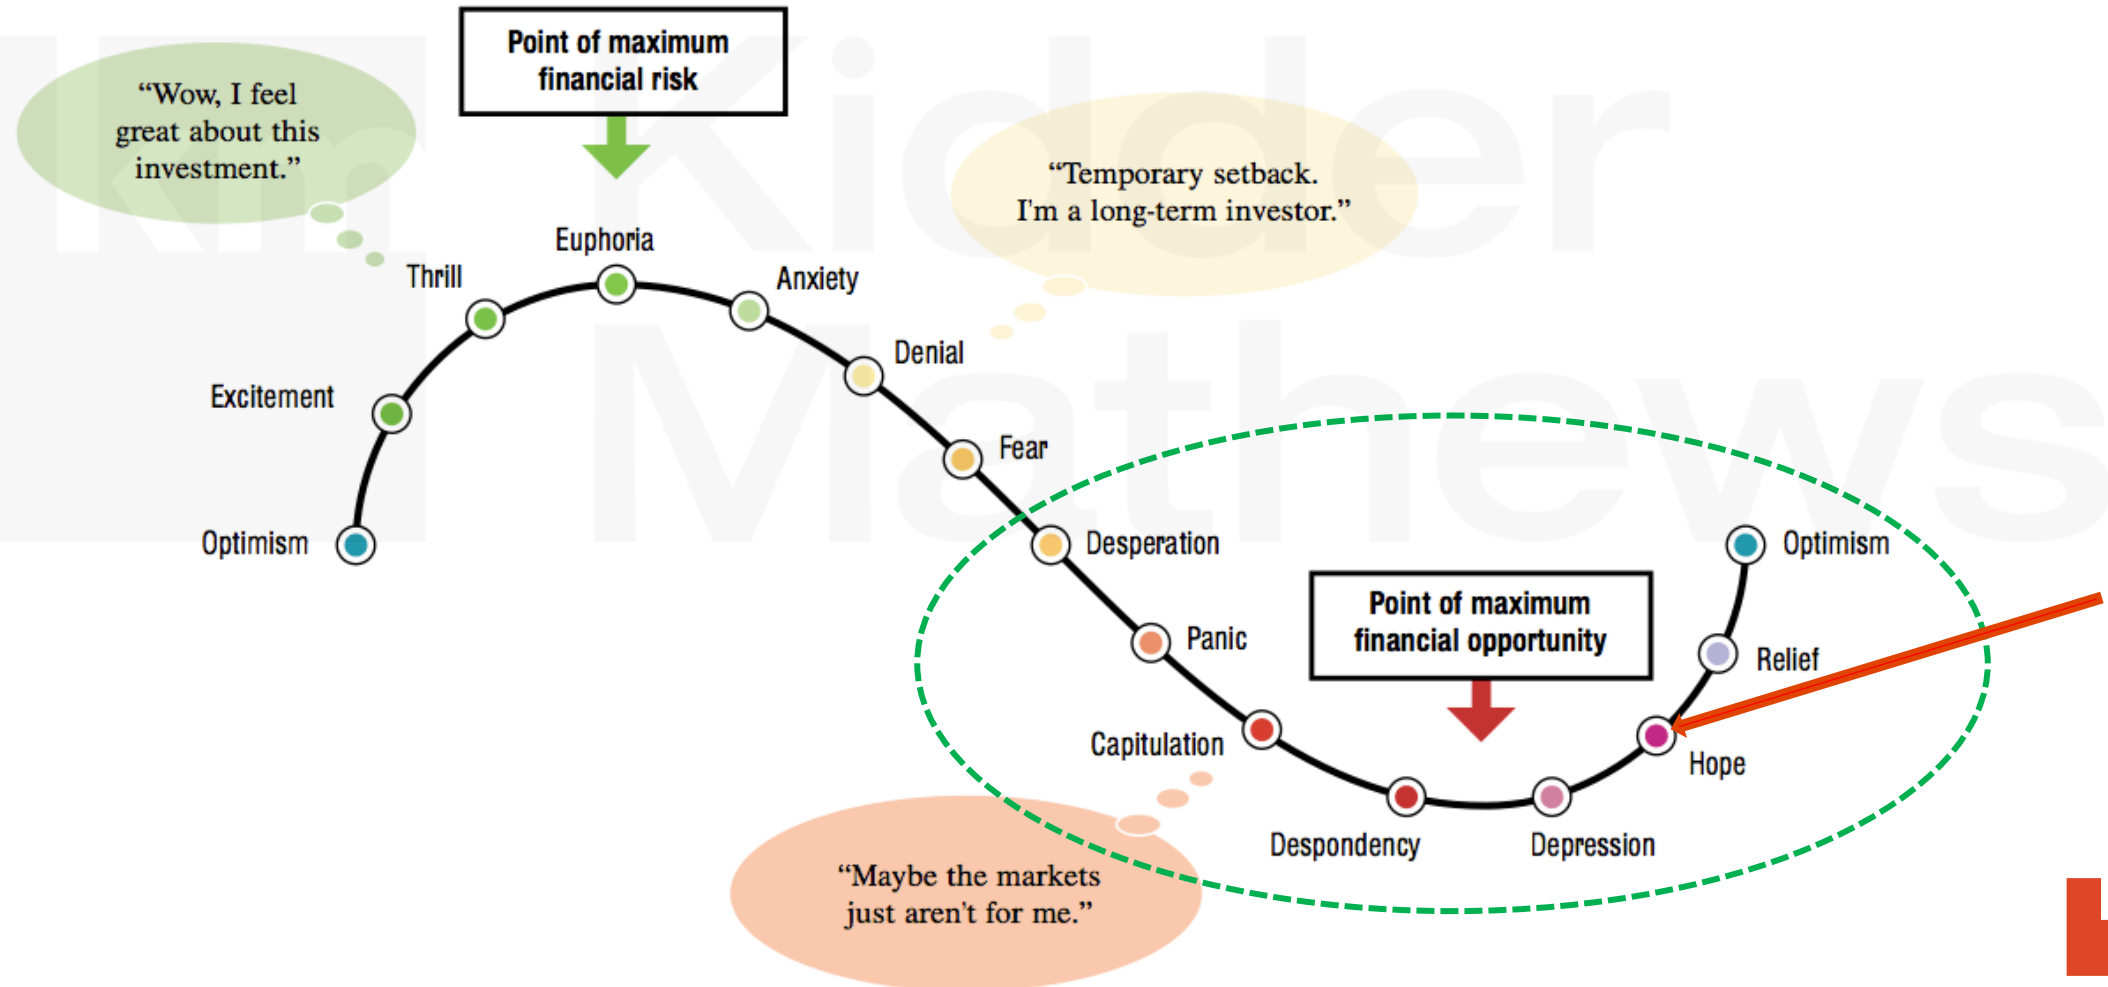 Point of maximum
financial risk
“Wow, I feel
great about this
investment.”
“Temporary setback.
I'm a long-term investor.”
Euphoria
Thrill
Anxiety
Denial
Excitement
Fear
Optimism
Desperation
Optimism
Point of maximum
financial opportunity
Panic
Relief
Capitulation
Hope
Despondency
Depression
“Maybe the markets
just aren't for me.”
km Kidder
Mathews